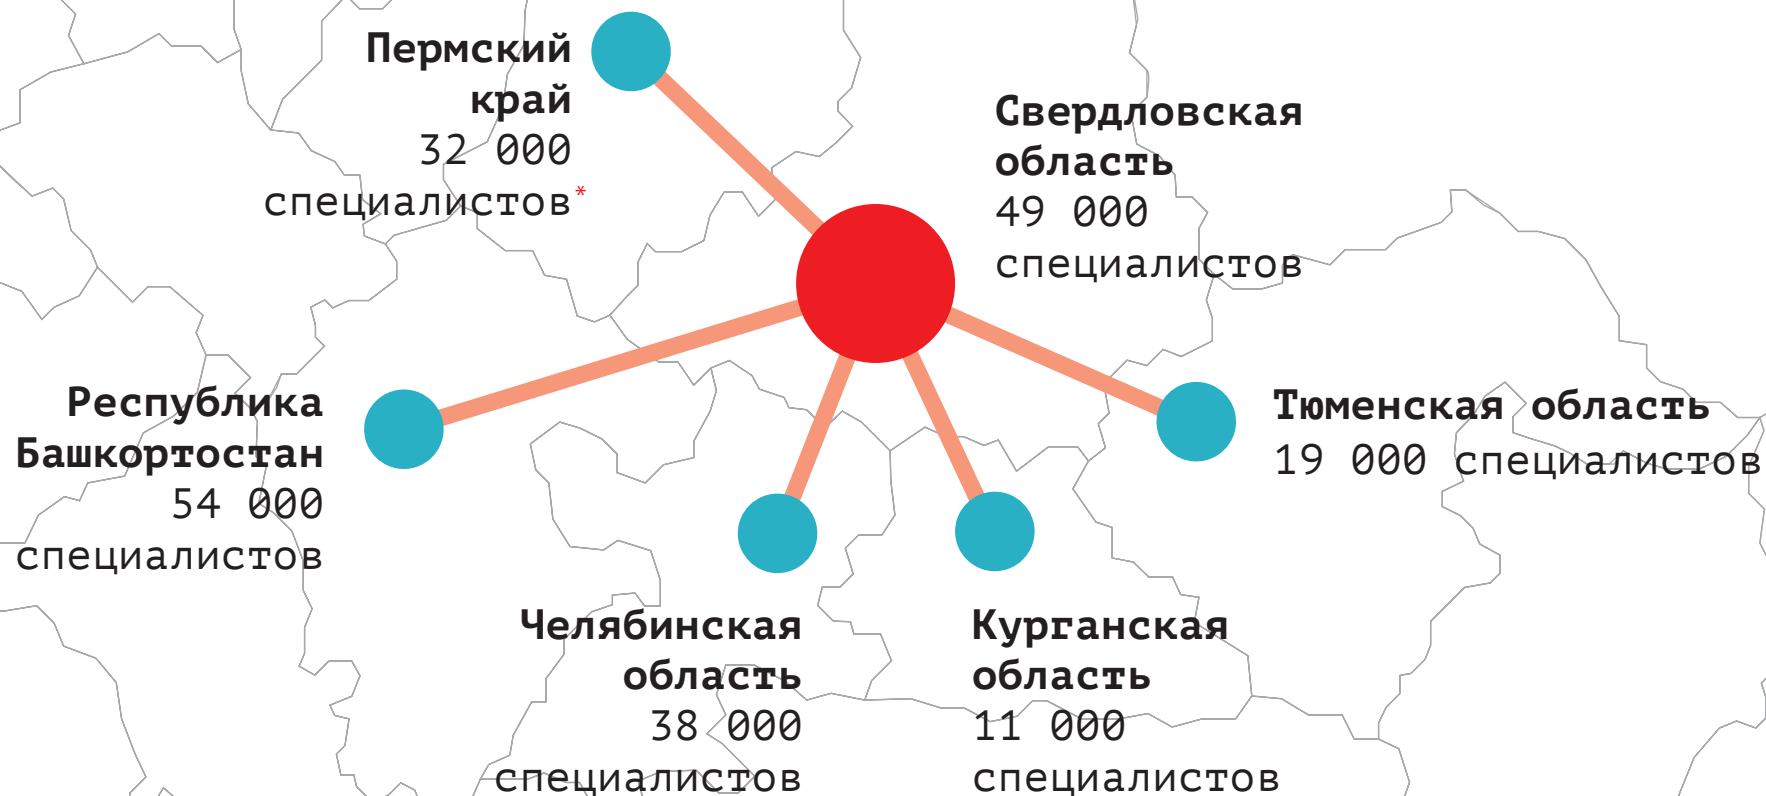 Пермский
край
32 000
специалистов*
Свердловская
область
49 000
специалистов
Республика
Башкортостан
54 000
специалистов
Тюменская область
19 000 специалистов
Челябинская
область
38 000
специалистов
Курганская
область
11 000
специалистов